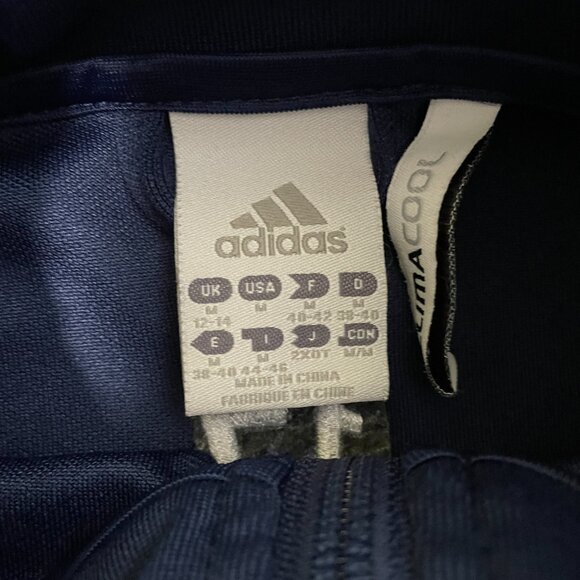 adidas
UK USA F D
M M M M
12-14 40-42 38-40
E I J CDN
M M 2XOT M/M
38-40 44-46
MADE IN CHINA
FABRIQUE EN CHINE
CLIMACOOL